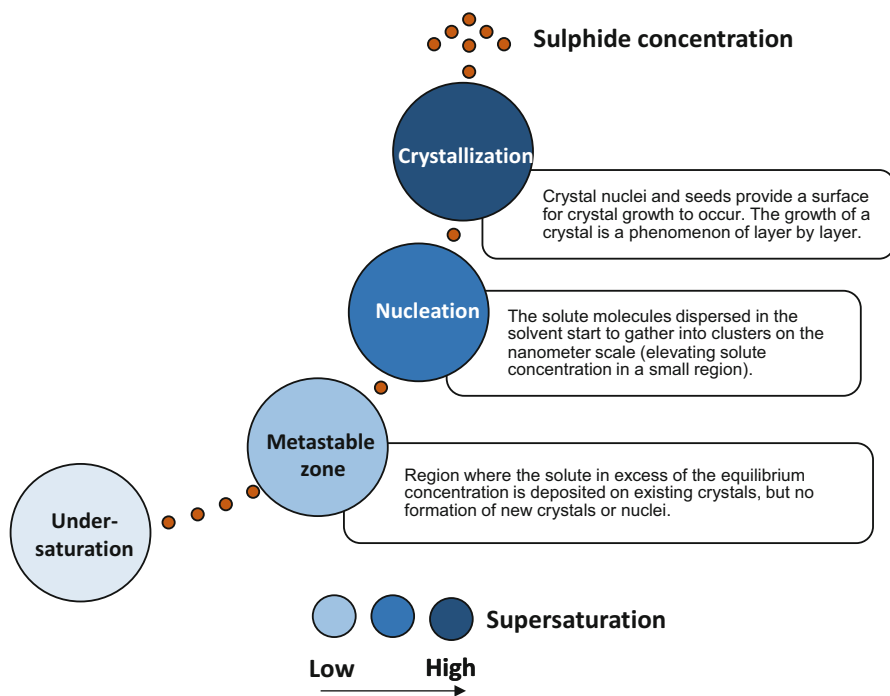 Sulphide concentration
Crystallization
Crystal nuclei and seeds provide a surface
for crystal growth to occur. The growth of a
crystal is a phenomenon of layer by layer.
Nucleation
The solute molecules dispersed in the
solvent start to gather into clusters on the
nanometer scale (elevating solute
concentration in a small region).
Metastable
zone
Region where the solute in excess of the equilibrium
concentration is deposited on existing crystals, but no
formation of new crystals or nuclei.
Under-
saturation
Supersaturation
Low High